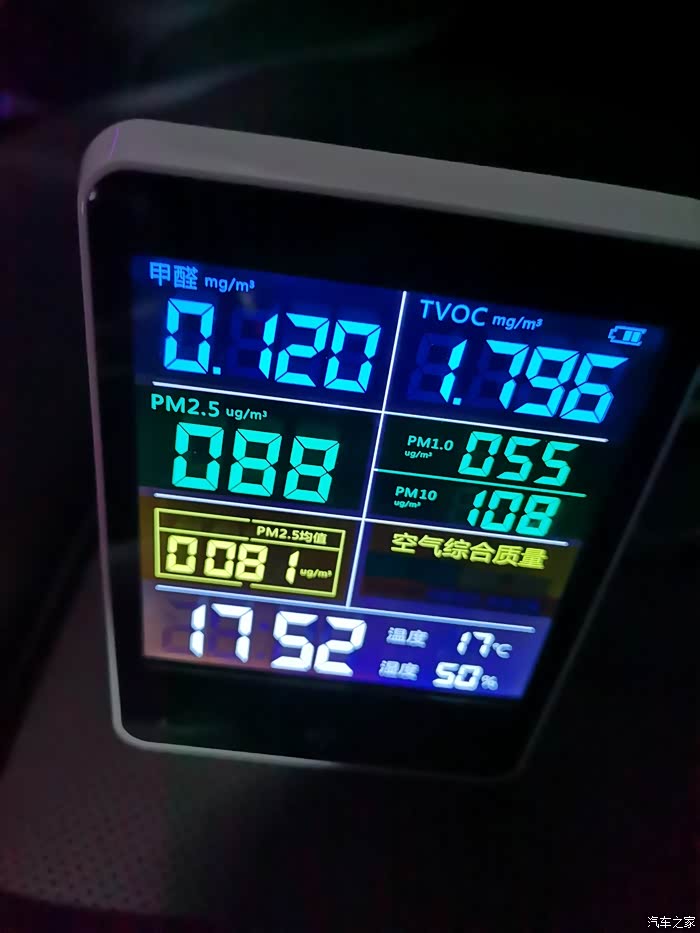 甲醛 mg/m³
0.120
TVOC mg/m³
1.796
PM2.5 ug/m³
088
PM1.0 ug/m³
055
PM10 ug/m³
108
PM2.5均值
0081 ug/m³
空气综合质量
1752
温度 17℃
湿度 50%
汽车之家